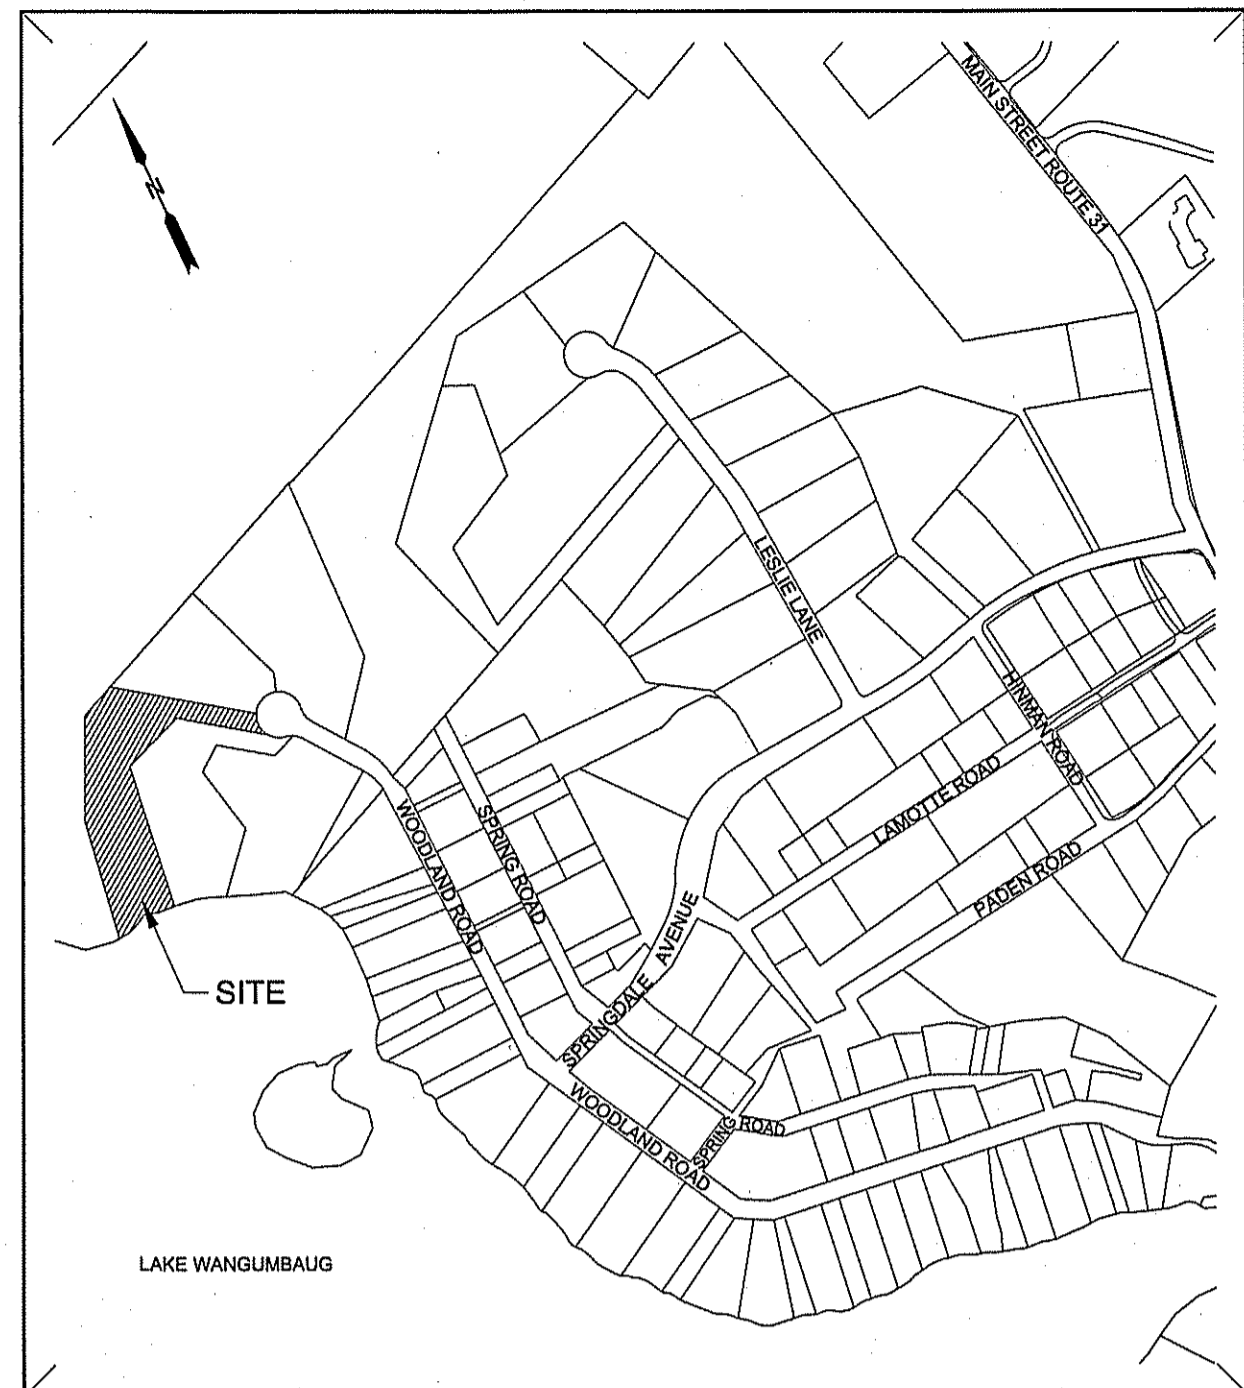 MAIN STREET ROUTE 31
N
LESLIE LANE
HINMAN ROAD
LAMOTTE ROAD
WOODLAND ROAD
SPRING ROAD
PADEN ROAD
SPRINGDALE AVENUE
SITE
WOODLAND ROAD
SPRING ROAD
LAKE WANGUMBAUG